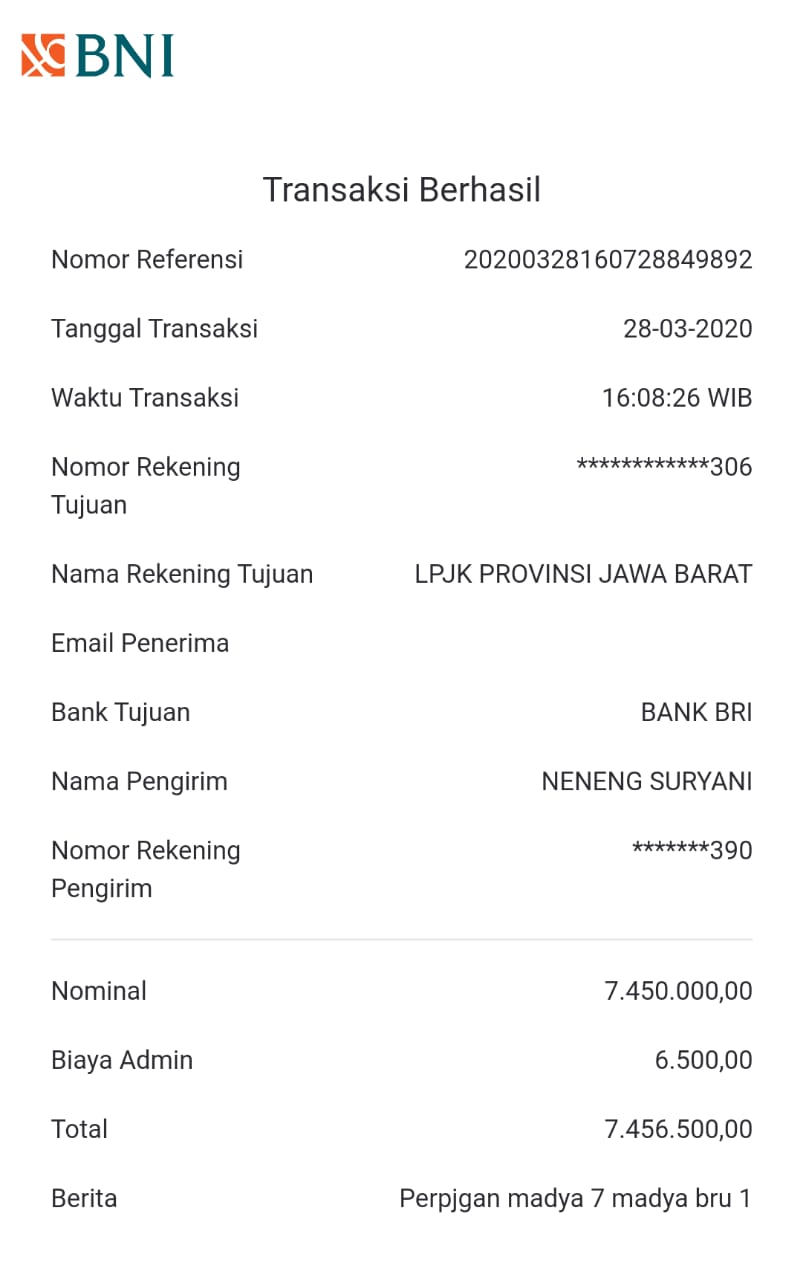 BNI
Transaksi Berhasil
Nomor Referensi 20200328160728849892
Tanggal Transaksi 28-03-2020
Waktu Transaksi 16:08:26 WIB
Nomor Rekening ************306
Tujuan
Nama Rekening Tujuan LPJK PROVINSI JAWA BARAT
Email Penerima
Bank Tujuan BANK BRI
Nama Pengirim NENENG SURYANI
Nomor Rekening *******390
Pengirim
Nominal 7.450.000,00
Biaya Admin 6.500,00
Total 7.456.500,00
Berita Perpjgan madya 7 madya bru 1